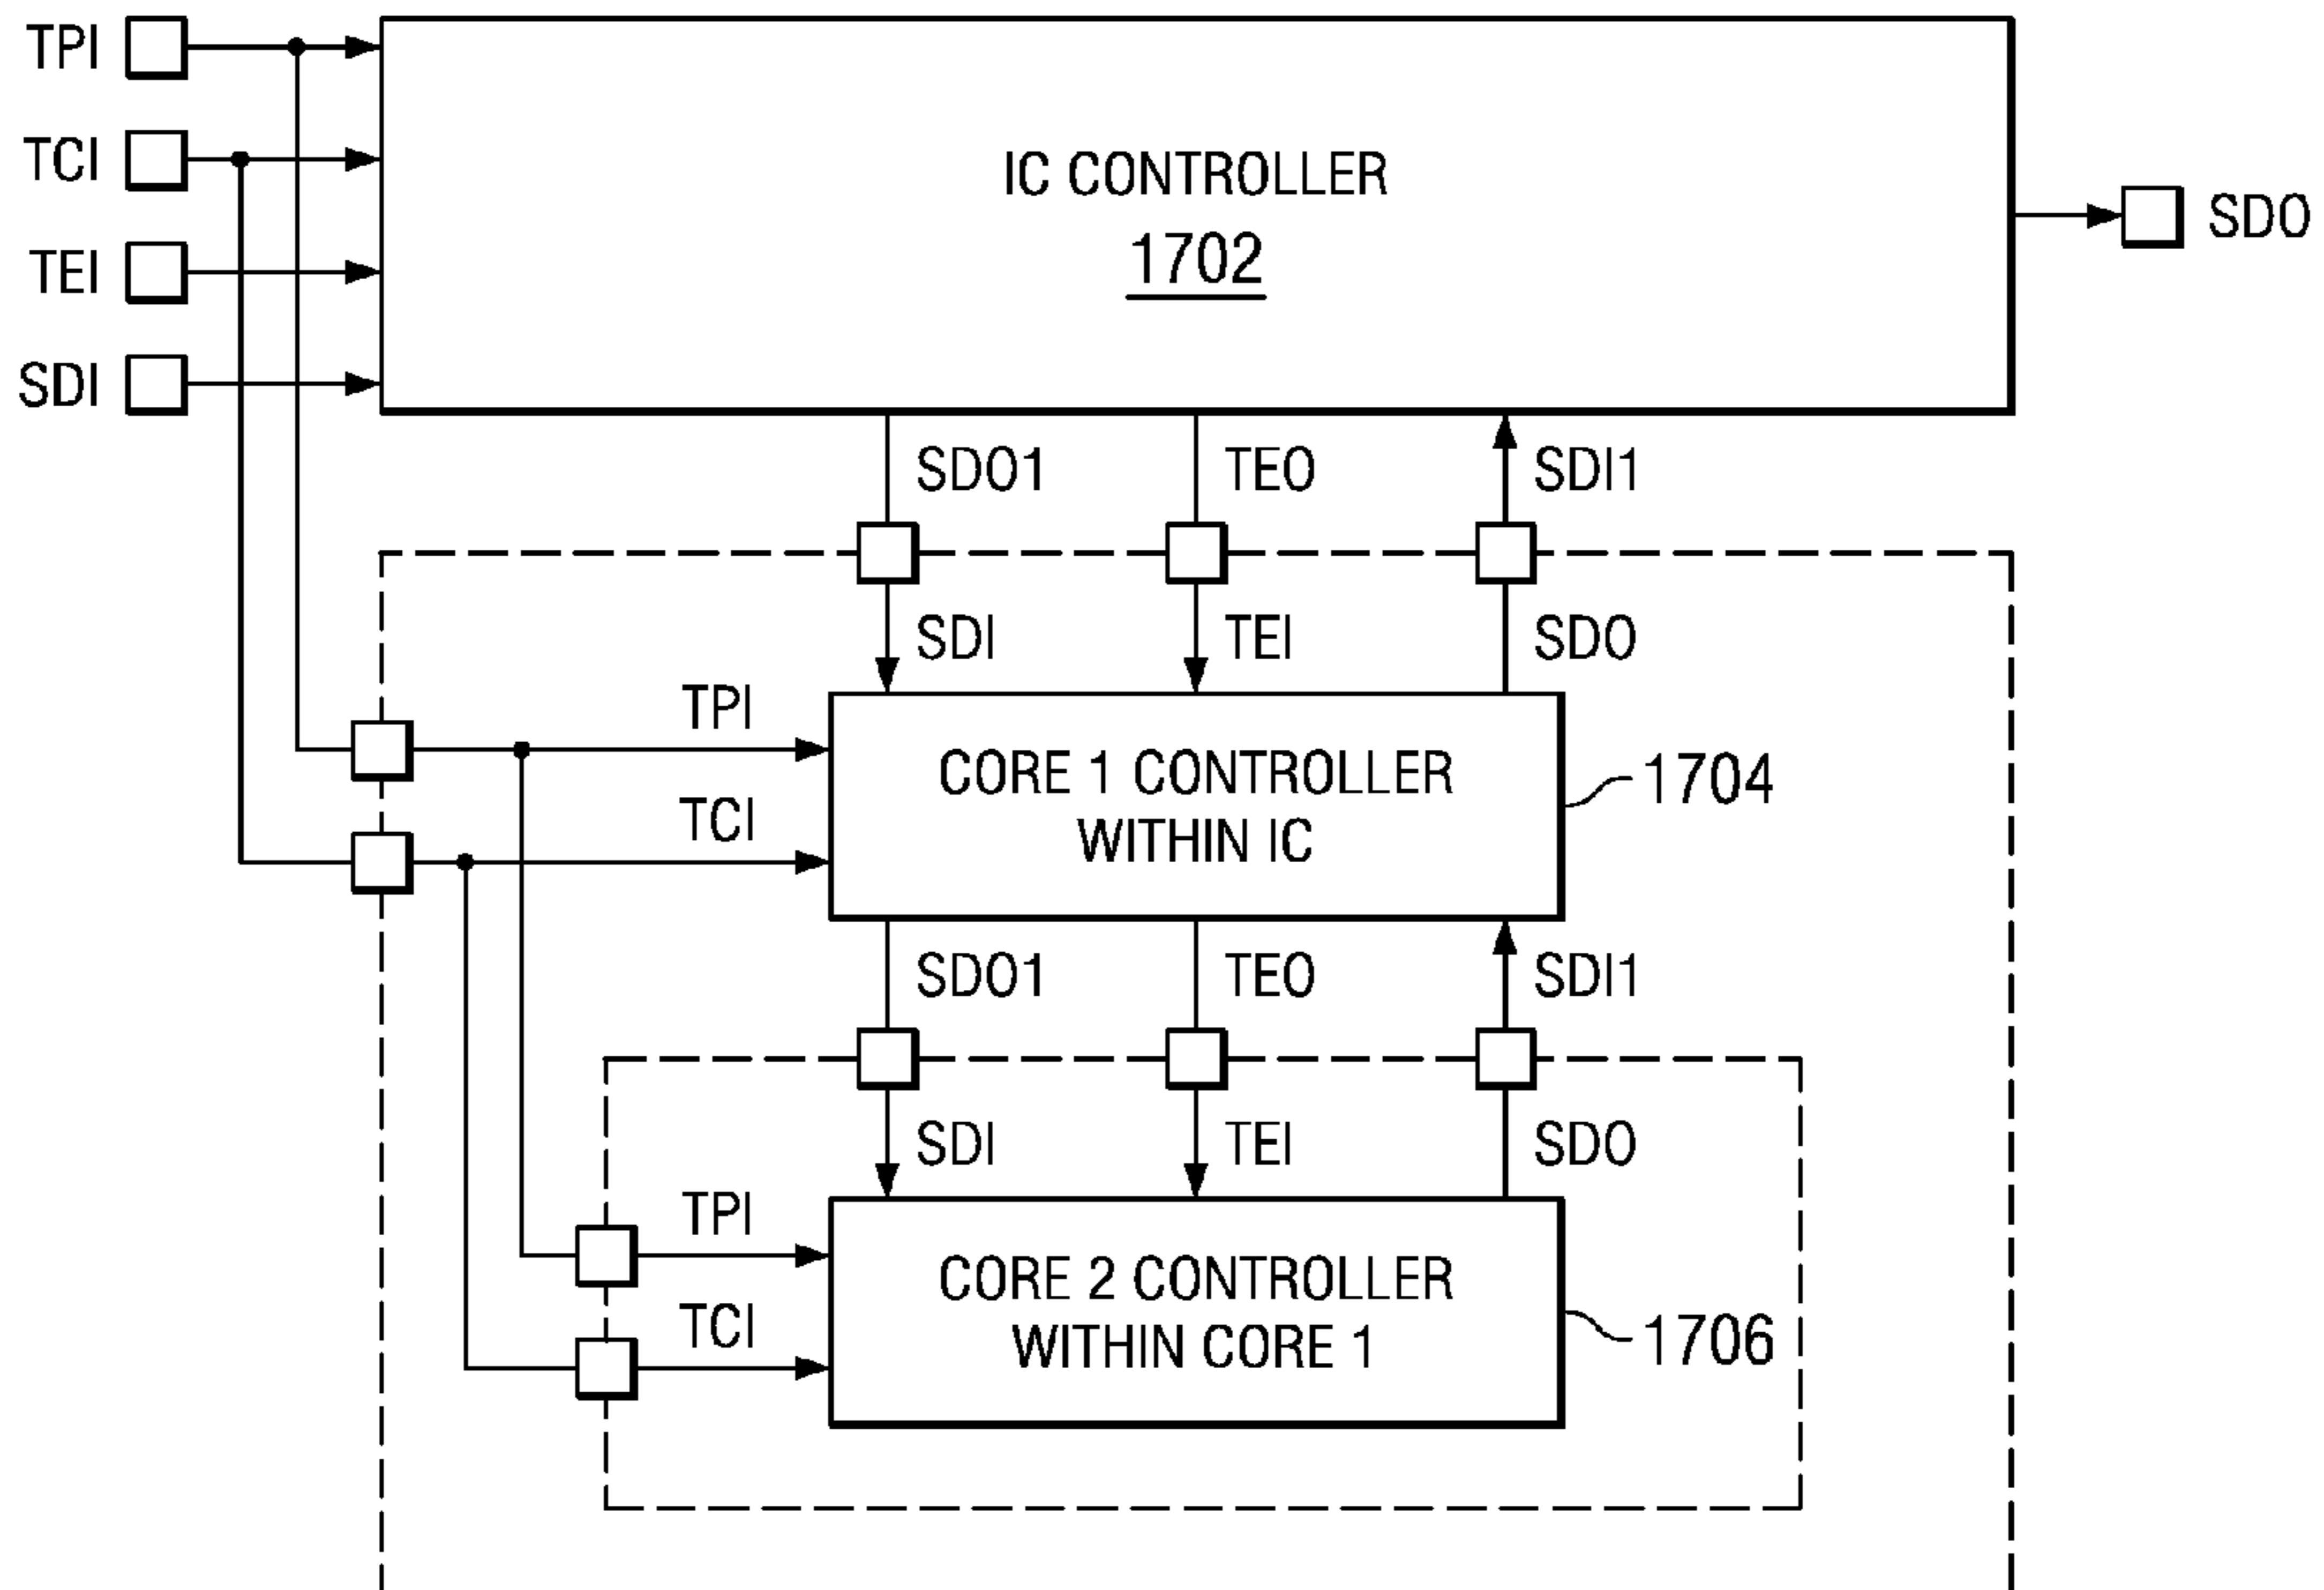 TPI
TCI
TEI
SDI
IC CONTROLLER
1702
SDO
SDO1
TEO
SDI1
SDI
TEI
SDO
TPI
TCI
CORE 1 CONTROLLER
WITHIN IC
1704
SDO1
TEO
SDI1
SDI
TEI
SDO
TPI
TCI
CORE 2 CONTROLLER
WITHIN CORE 1
1706